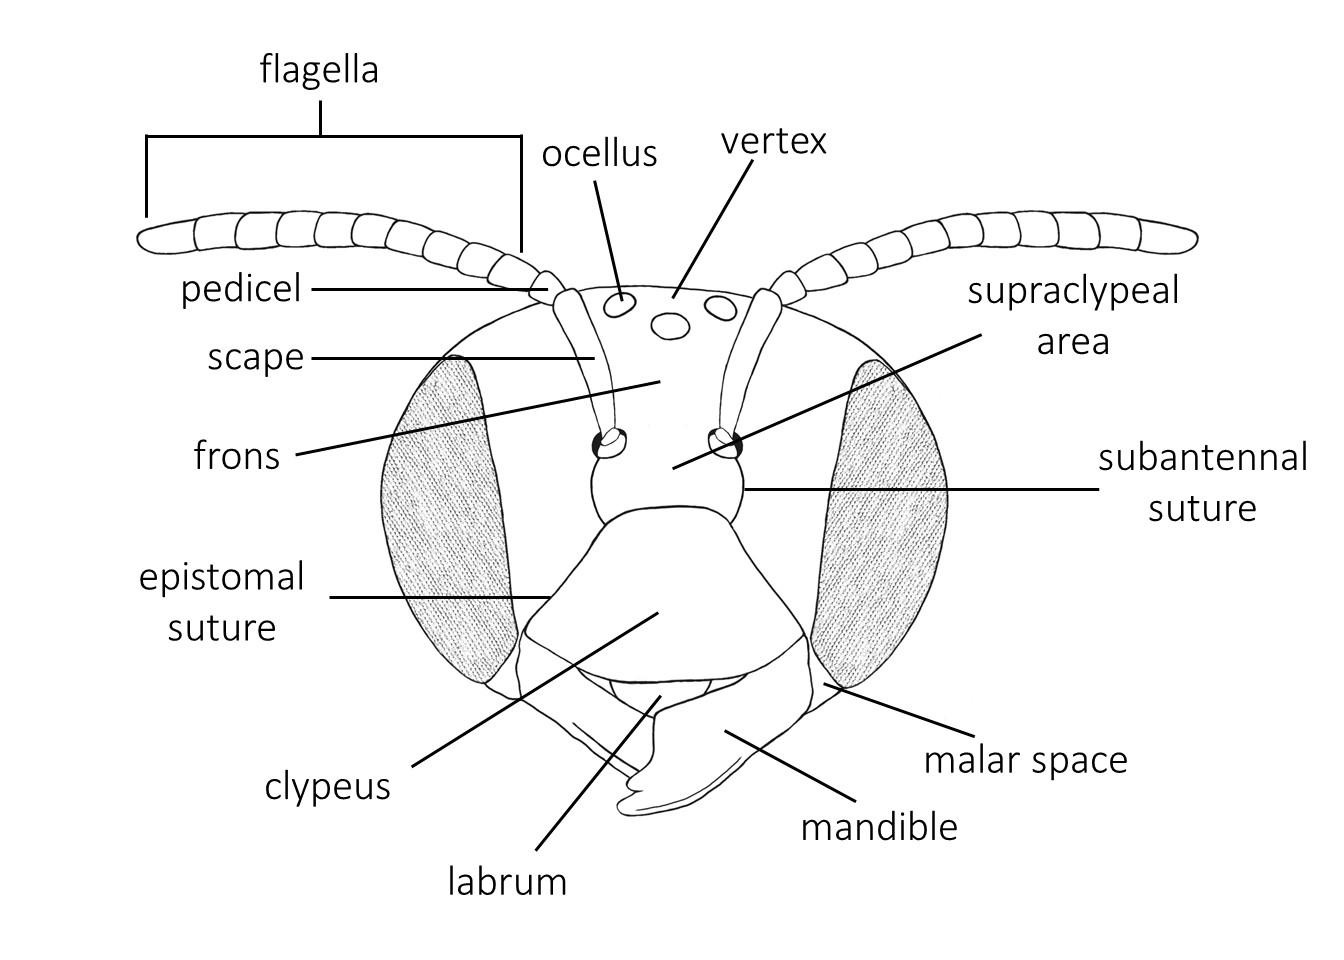 flagella
ocellus
vertex
pedicel
supraclypeal
area
scape
frons
subantennal
suture
epistomal
suture
clypeus
malar space
mandible
labrum